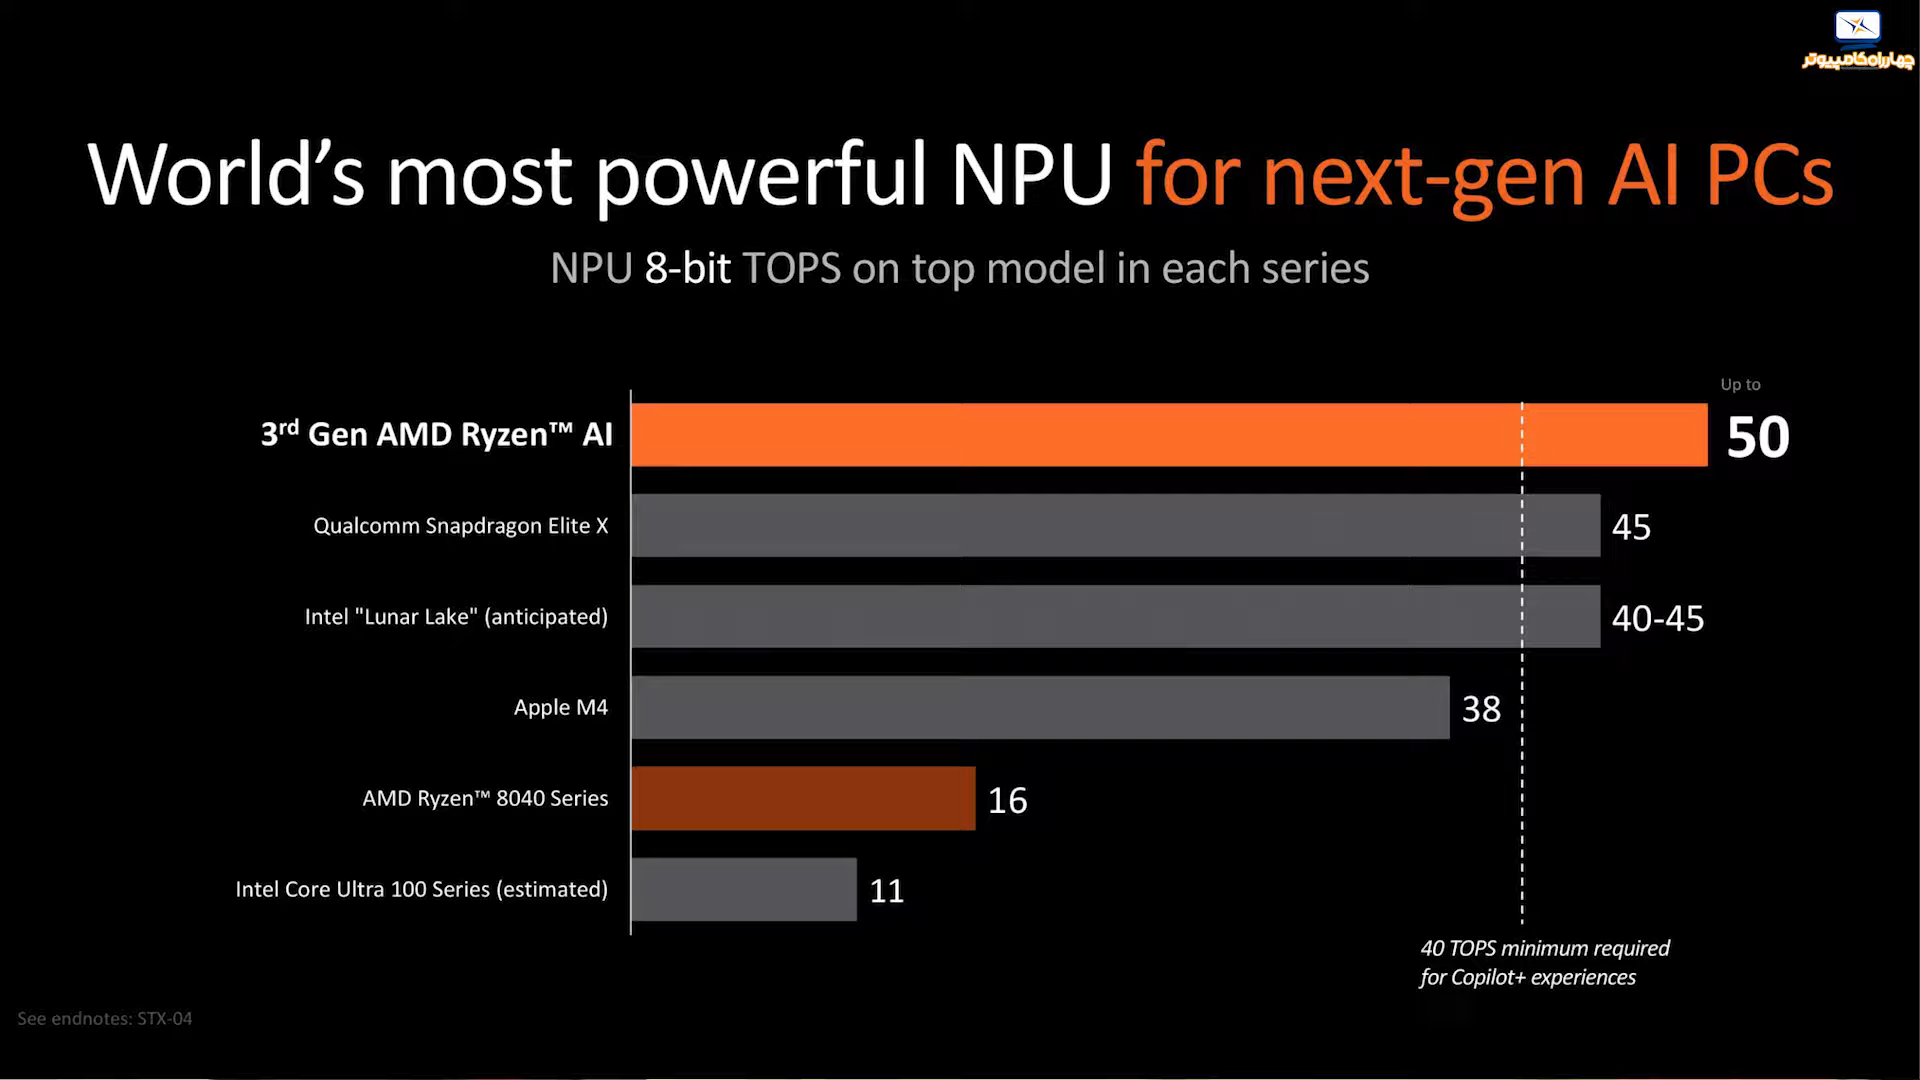 چهارراه کامپیوتر
World's most powerful NPU for next-gen AI PCs
NPU 8-bit TOPS on top model in each series
Up to
3rd Gen AMD Ryzen™ AI 50
Qualcomm Snapdragon Elite X 45
Intel "Lunar Lake" (anticipated) 40-45
Apple M4 38
AMD Ryzen™ 8040 Series 16
Intel Core Ultra 100 Series (estimated) 11
40 TOPS minimum required
for Copilot+ experiences
See endnotes: STX-04